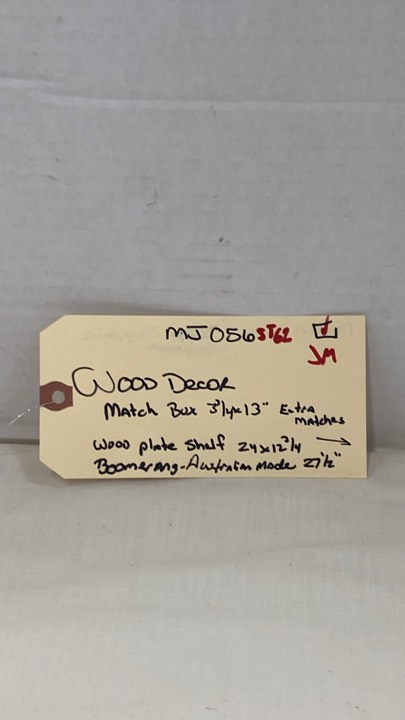 MJ056 ST62
JM
Wood Decor
Match Box 3 3/4 x 13" Extra
matches
Wood plate shelf 24 x 12 3/4 →
Boomerang - Australian Made 27 1/2"